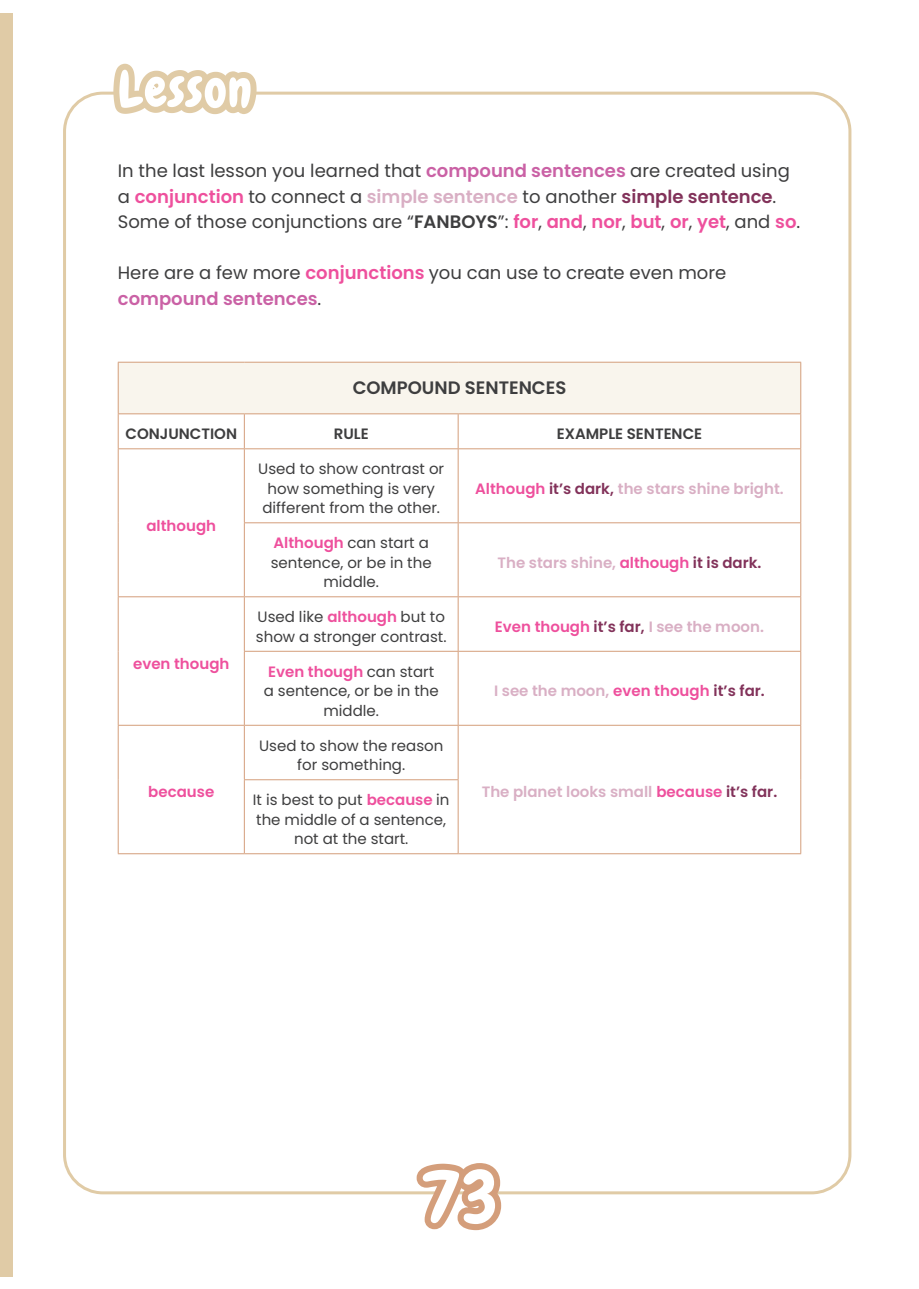 Lesson
In the last lesson you learned that compound sentences are created using
a conjunction to connect a simple sentence to another simple sentence.
Some of those conjunctions are “FANBOYS”: for, and, nor, but, or, yet, and so.
Here are a few more conjunctions you can use to create even more
compound sentences.
COMPOUND SENTENCES
CONJUNCTION RULE EXAMPLE SENTENCE
although
Used to show contrast or
how something is very
different from the other.
Although it’s dark, the stars shine bright.
Although can start a
sentence, or be in the
middle.
The stars shine, although it is dark.
even though
Used like although but to
show a stronger contrast.
Even though it’s far, I see the moon.
Even though can start
a sentence, or be in the
middle.
I see the moon, even though it’s far.
because
Used to show the reason
for something.
It is best to put because in
the middle of a sentence,
not at the start.
The planet looks small because it’s far.
73